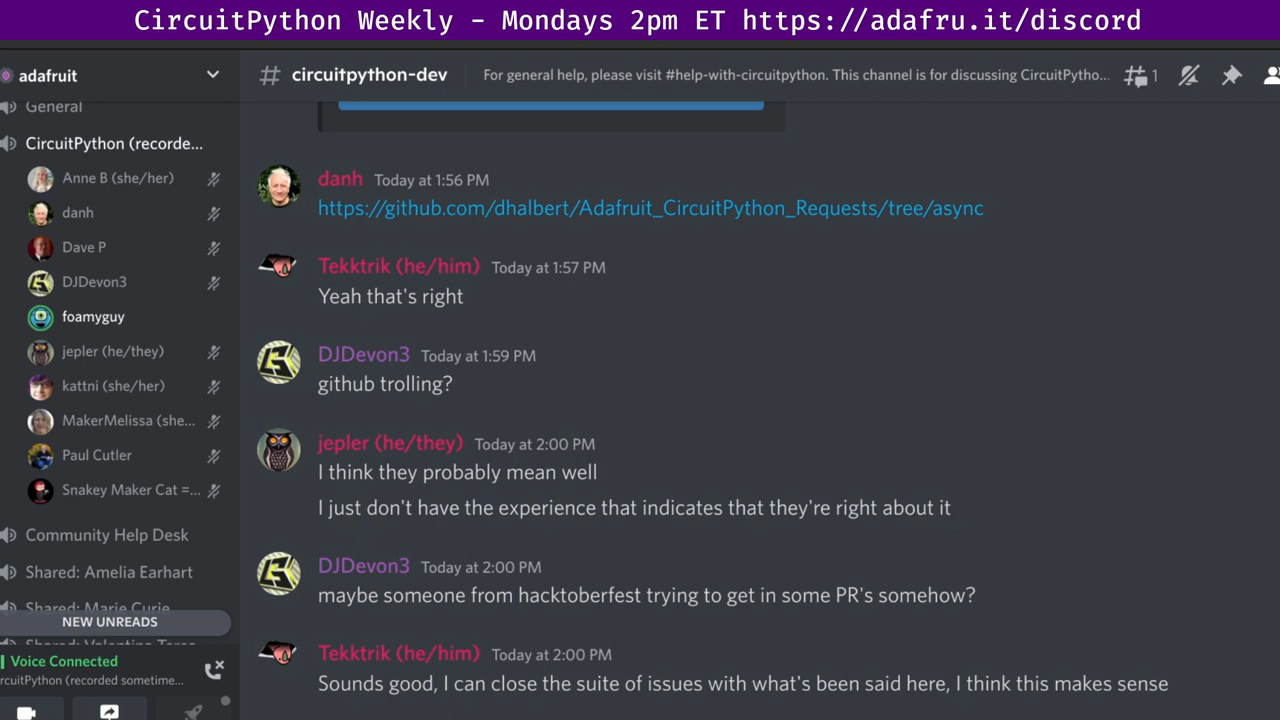 CircuitPython Weekly - Mondays 2pm ET https://adafru.it/discord
adafruit
General
CircuitPython (recorde...
Anne B (she/her)
danh
Dave P
DJDevon3
foamyguy
jepler (he/they)
kattni (she/her)
MakerMelissa (she...
Paul Cutler
Snakey Maker Cat =...
Community Help Desk
Shared: Amelia Earhart
Shared: Marie Curie
NEW UNREADS
Voice Connected
rcuitPython (recorded sometime...
# circuitpython-dev
For general help, please visit #help-with-circuitpython. This channel is for discussing CircuitPytho...
1
danh Today at 1:56 PM
https://github.com/dhalbert/Adafruit_CircuitPython_Requests/tree/async
Tekktrik (he/him) Today at 1:57 PM
Yeah that's right
DJDevon3 Today at 1:59 PM
github trolling?
jepler (he/they) Today at 2:00 PM
I think they probably mean well
I just don't have the experience that indicates that they're right about it
DJDevon3 Today at 2:00 PM
maybe someone from hacktoberfest trying to get in some PR's somehow?
Tekktrik (he/him) Today at 2:00 PM
Sounds good, I can close the suite of issues with what's been said here, I think this makes sense